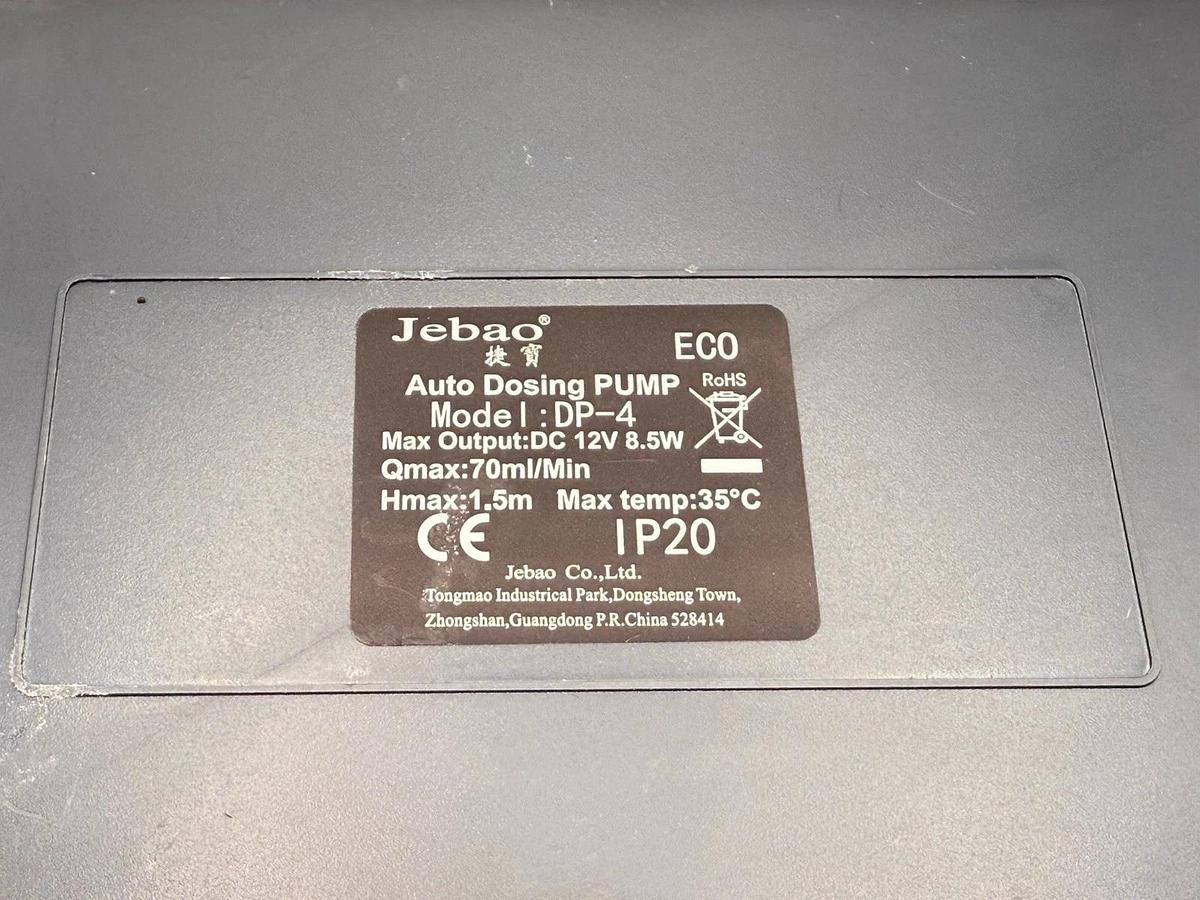 Jebao®
捷寳
ECO
Auto Dosing PUMP
RoHS
Model:DP-4
Max Output:DC 12V 8.5W
Qmax:70ml/Min
Hmax:1.5m Max temp:35°C
CE IP20
Jebao Co.,Ltd.
Tongmao Industrical Park,Dongsheng Town,
Zhongshan,Guangdong P.R.China 528414